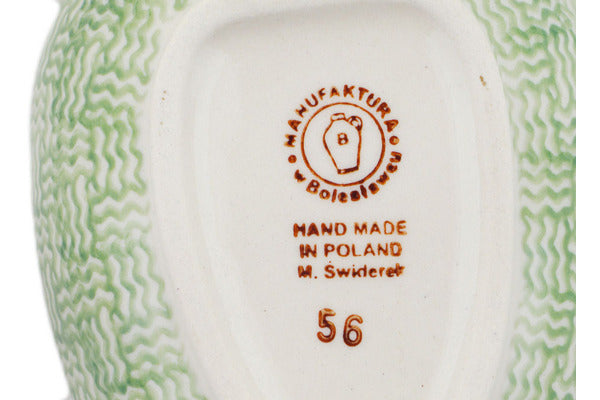 MANUFAKTURA
w Bolesławcu
B
HAND MADE
IN POLAND
M. Świderek
56